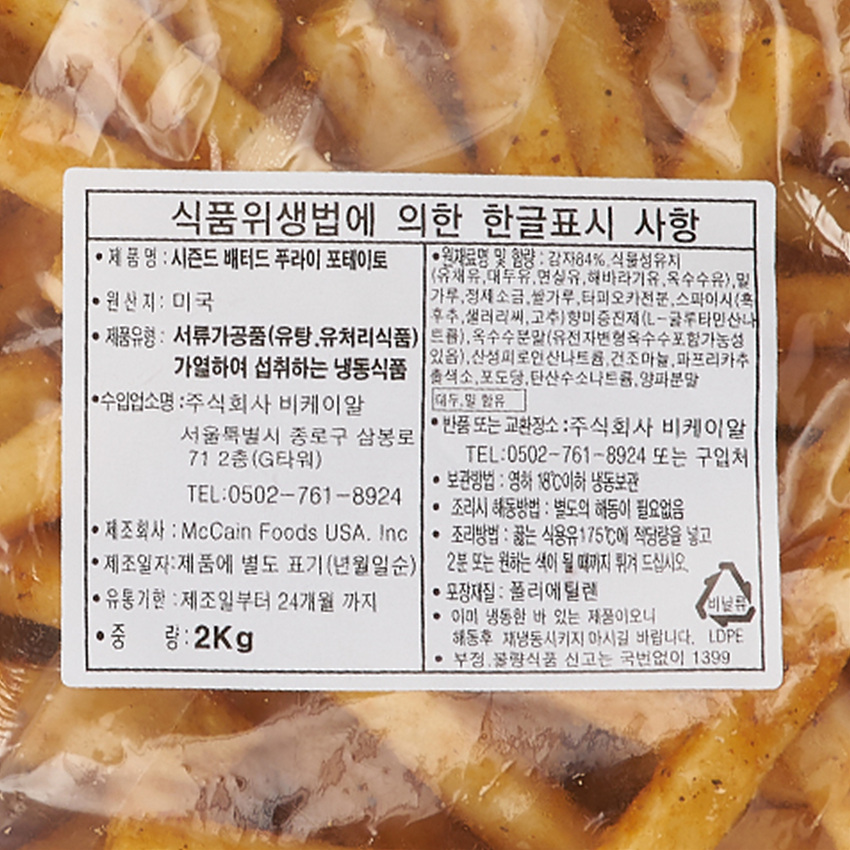 식품위생법에 의한 한글표시 사항
• 제품명 : 시즌드 배터드 푸라이 포테이토
• 원산지 : 미국
• 제품유형 : 서류가공품(유탕,유처리식품)
가열하여 섭취하는 냉동식품
• 수입업소명 : 주식회사 비케이알
서울특별시 종로구 삼봉로
71 2층(G타워)
TEL:0502-761-8924
• 제조회사 : McCain Foods USA. Inc
• 제조일자:제품에 별도 표기(년월일순)
• 유통기한 : 제조일부터 24개월 까지
• 중 량 : 2Kg
• 원재료명 및 함량 : 감자84%, 식물성유지
(유채유,대두유,면실유,해바라기유,옥수수유),밀
가루,정제소금,쌀가루,타피오카전분,스파이시(흑
후추,샐러리씨,고추)향미증진제(L-글루타민산나
트륨),옥수수분말(유전자변형옥수수포함가능성
있음),산성피로인산나트륨,건조마늘,파프리카추
출색소,포도당,탄산수소나트륨,양파분말
대두,밀 함유
• 반품 또는 교환장소 : 주식회사 비케이알
TEL:0502-761-8924 또는 구입처
• 보관방법 : 영하 18℃이하 냉동보관
• 조리시 해동방법 : 별도의 해동이 필요없음
• 조리방법 : 끓는 식용유175℃에 적당량을 넣고
2분 또는 원하는 색이 될 때까지 튀겨 드십시오.
• 포장재질 : 폴리에틸렌
• 이미 냉동한 바 있는 제품이오니
해동후 재냉동시키지 마시길 바랍니다.
비닐류
LDPE
• 부정,불량식품 신고는 국번없이 1399